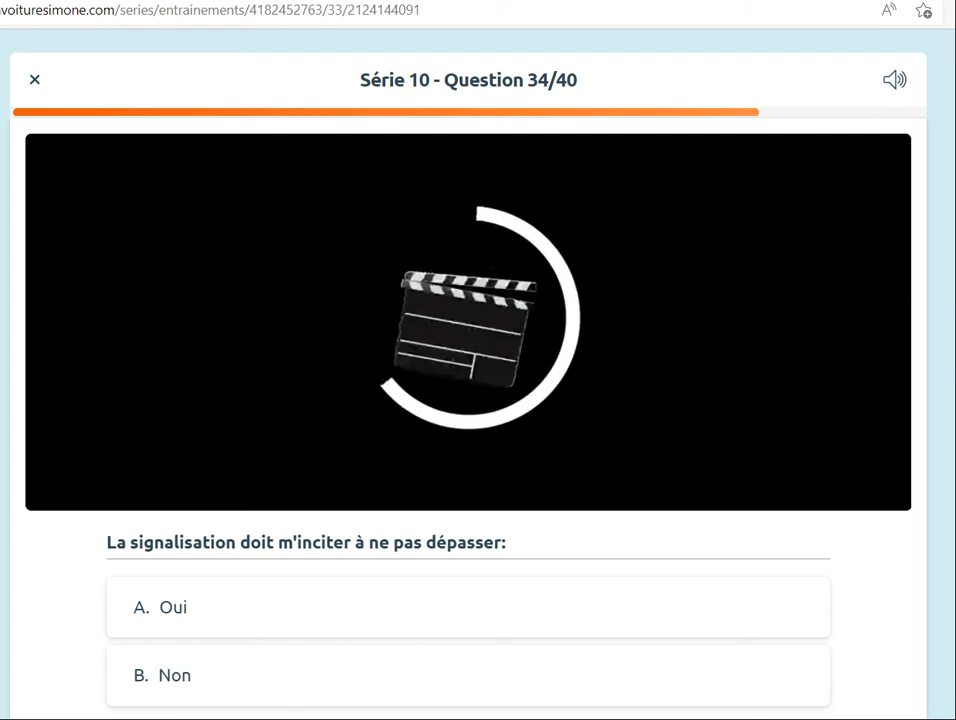 voituresimone.com/series/entrainements/4182452763/33/2124144091
Série 10 - Question 34/40
La signalisation doit m'inciter à ne pas dépasser:
A. Oui
B. Non